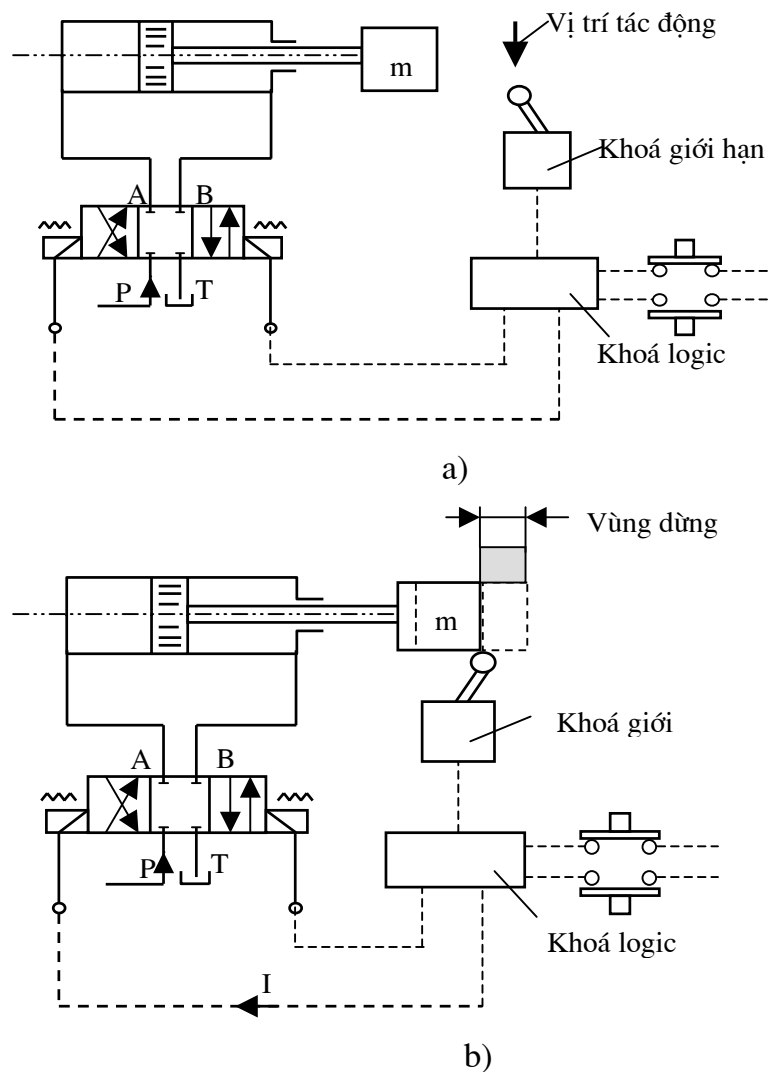 Vị trí tác động
m
Khoá giới hạn
A B
P T
Khoá logic
a)
Vùng dừng
m
Khoá giới
A B
P T
Khoá logic
I
b)